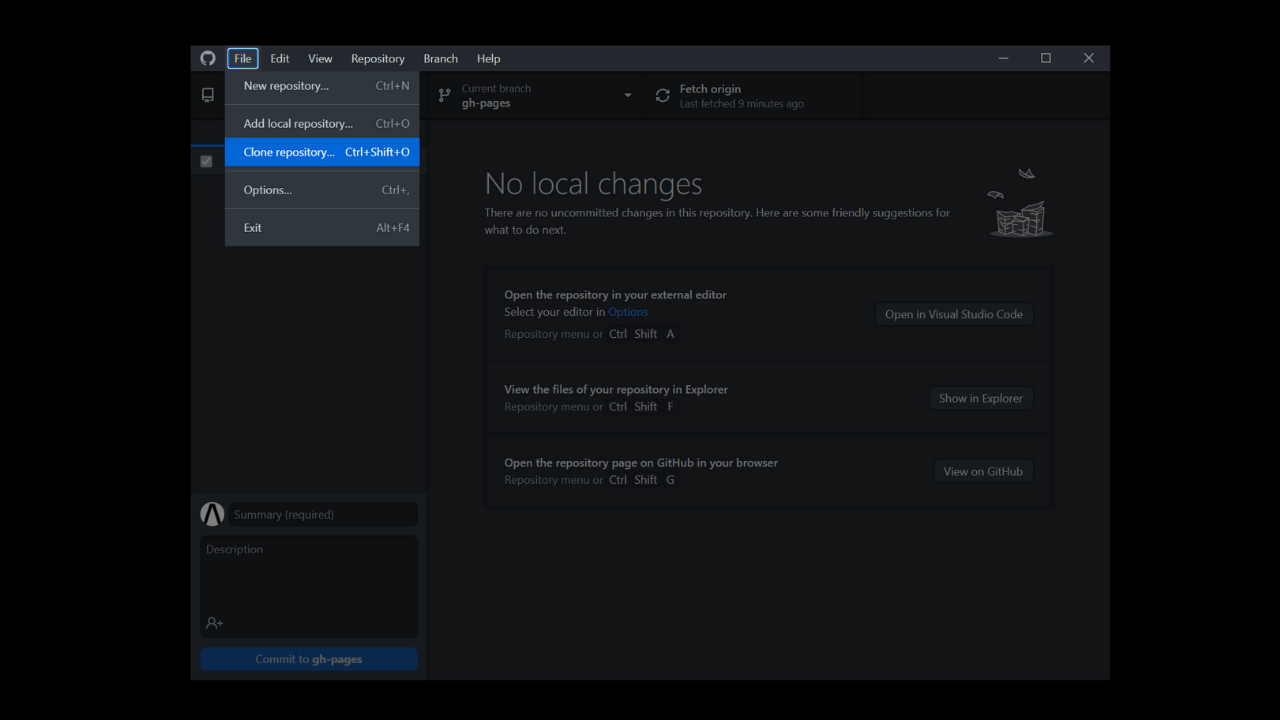 File Edit View Repository Branch Help
New repository... Ctrl+N
Add local repository... Ctrl+O
Clone repository... Ctrl+Shift+O
Options... Ctrl+,
Exit Alt+F4
Current branch
gh-pages
Fetch origin
Last fetched 9 minutes ago
No local changes
There are no uncommitted changes in this repository. Here are some friendly suggestions for
what to do next.
Open the repository in your external editor
Select your editor in Options
Repository menu or Ctrl Shift A
Open in Visual Studio Code
View the files of your repository in Explorer
Repository menu or Ctrl Shift F
Show in Explorer
Open the repository page on GitHub in your browser
Repository menu or Ctrl Shift G
View on GitHub
Summary (required)
Description
Commit to gh-pages